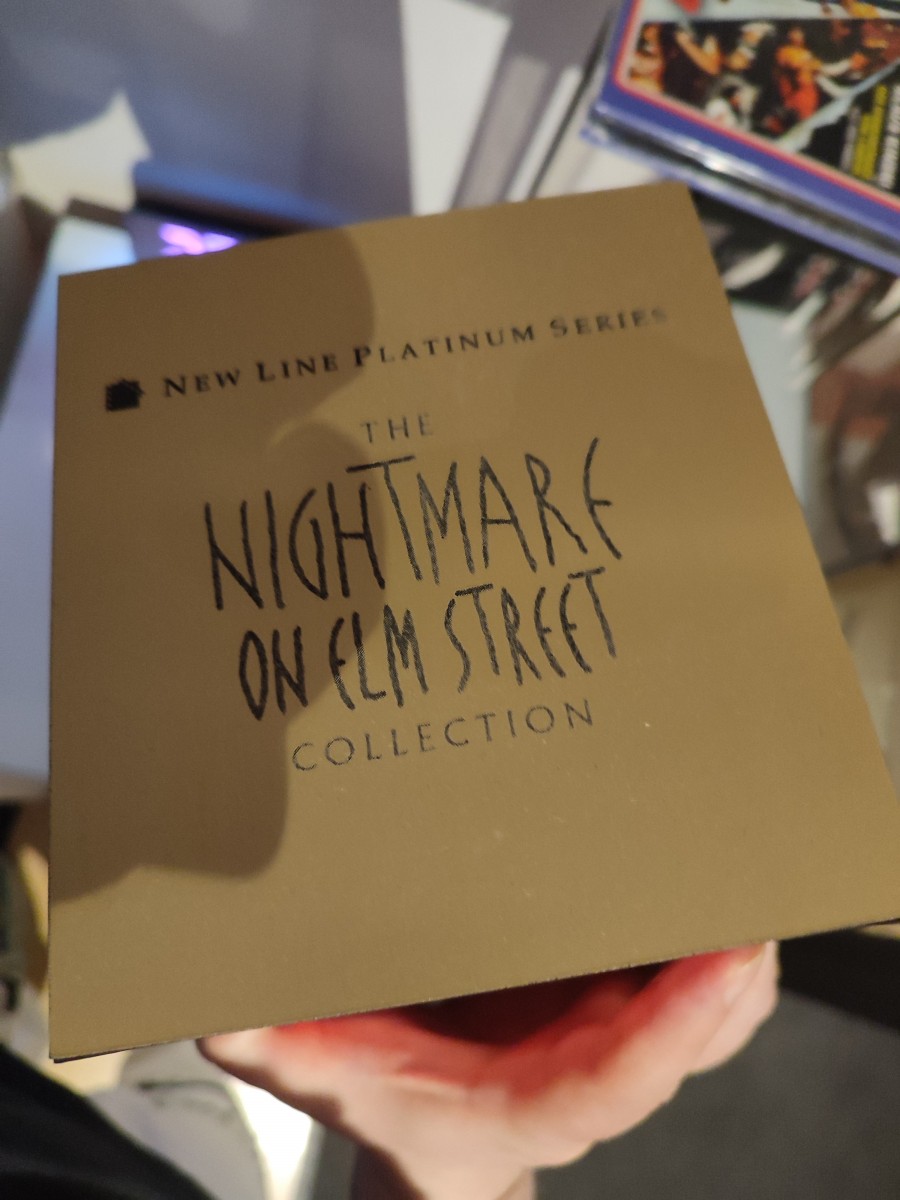 NEW LINE PLATINUM SERIES
THE
NIGHTMARE
ON ELM STREET
COLLECTION